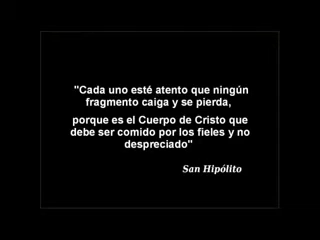 "Cada uno esté atento que ningún
fragmento caiga y se pierda,
porque es el Cuerpo de Cristo que
debe ser comido por los fieles y no
despreciado"
San Hipólito